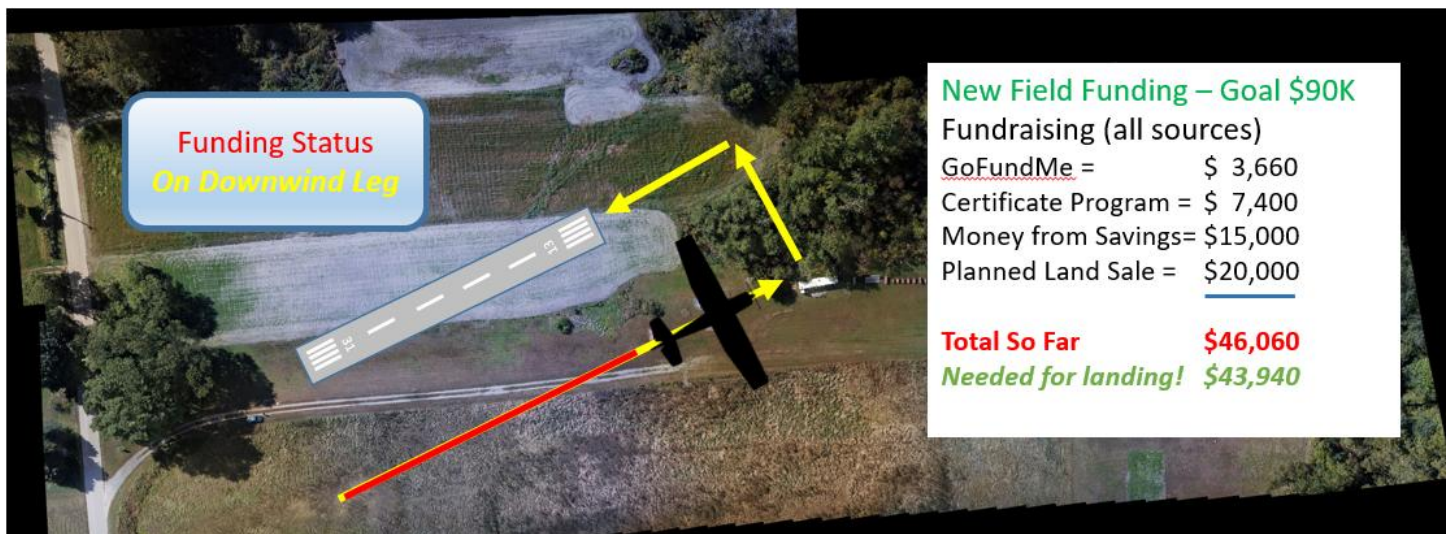 Funding Status
On Downwind Leg
31
13
New Field Funding – Goal $90K
Fundraising (all sources)
GoFundMe = $ 3,660
Certificate Program = $ 7,400
Money from Savings= $15,000
Planned Land Sale = $20,000
Total So Far $46,060
Needed for landing! $43,940